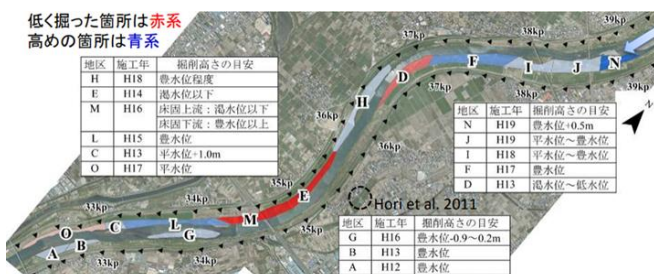 低く掘った箇所は赤系
高めの箇所は青系
地区 施工年 掘削高さの目安
H H18 豊水位程度
E H14 渇水位以下
M H16 床固上流:渇水位以下
床固下流:豊水位以上
L H15 豊水位
C H13 平水位+1.0m
O H17 平水位
地区 施工年 掘削高さの目安
N H19 豊水位+0.5m
J H19 平水位~豊水位
I H18 平水位~豊水位
F H17 豊水位
D H13 渇水位~低水位
地区 施工年 掘削高さの目安
G H16 豊水位-0.9~0.2m
B H13 豊水位
A H12 豊水位
Hori et al. 2011
37kp
38kp
39kp
D
F
I
J
N
37kp
38kp
39kp
H
36kp
36kp
35kp
E
35kp
34kp
M
33kp
L
C
O
G
B
A
33kp
34kp